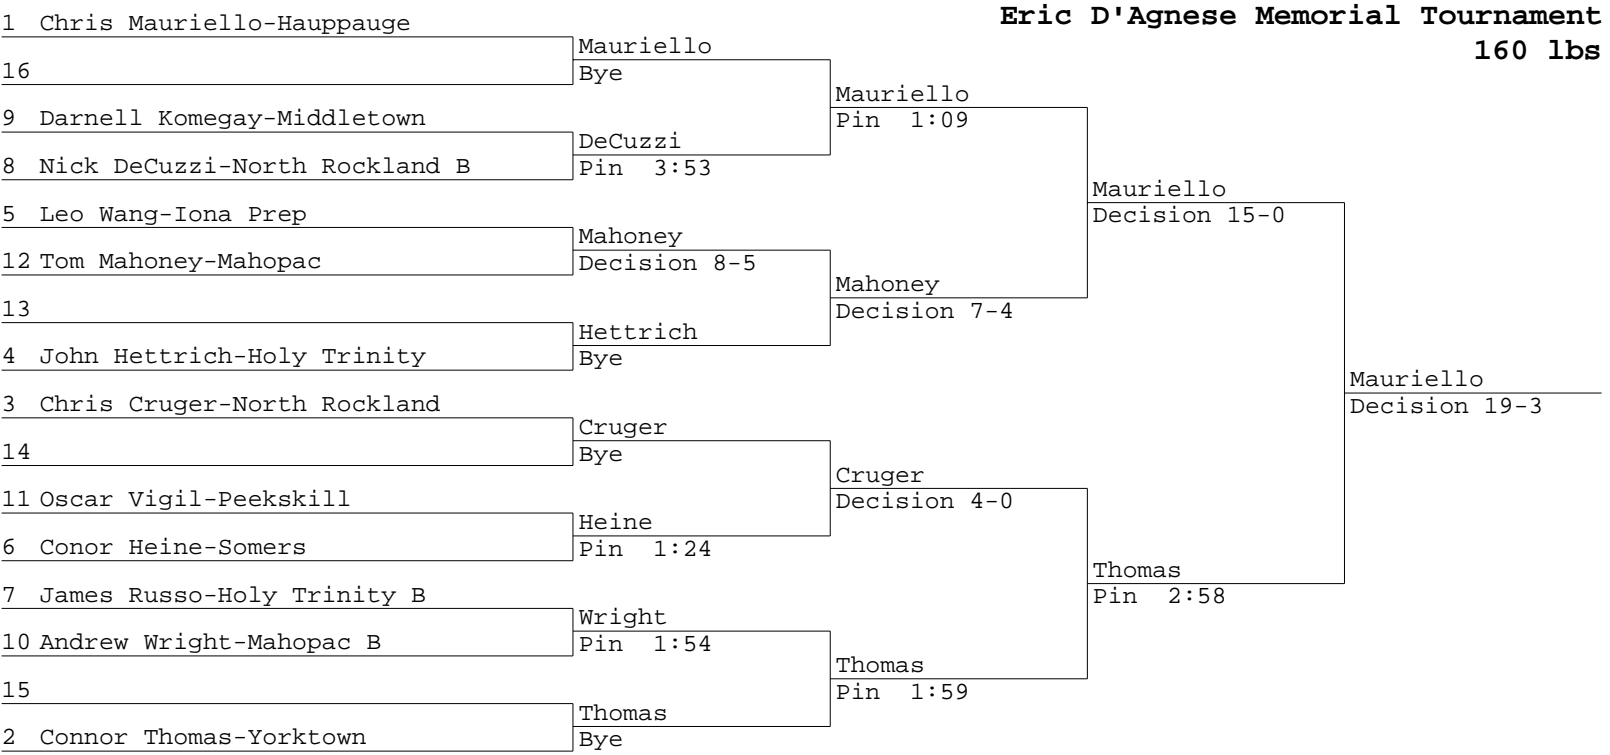 Eric D'Agnese Memorial Tournament
160 lbs
1 Chris Mauriello-Hauppauge
16
9 Darnell Komegay-Middletown
8 Nick DeCuzzi-North Rockland B
5 Leo Wang-Iona Prep
12 Tom Mahoney-Mahopac
13
4 John Hettrich-Holy Trinity
3 Chris Cruger-North Rockland
14
11 Oscar Vigil-Peekskill
6 Conor Heine-Somers
7 James Russo-Holy Trinity B
10 Andrew Wright-Mahopac B
15
2 Connor Thomas-Yorktown
Mauriello
Bye
DeCuzzi
Pin 3:53
Mahoney
Decision 8-5
Hettrich
Bye
Cruger
Bye
Heine
Pin 1:24
Wright
Pin 1:54
Thomas
Bye
Mauriello
Pin 1:09
Mahoney
Decision 7-4
Cruger
Decision 4-0
Thomas
Pin 1:59
Mauriello
Decision 15-0
Thomas
Pin 2:58
Mauriello
Decision 19-3